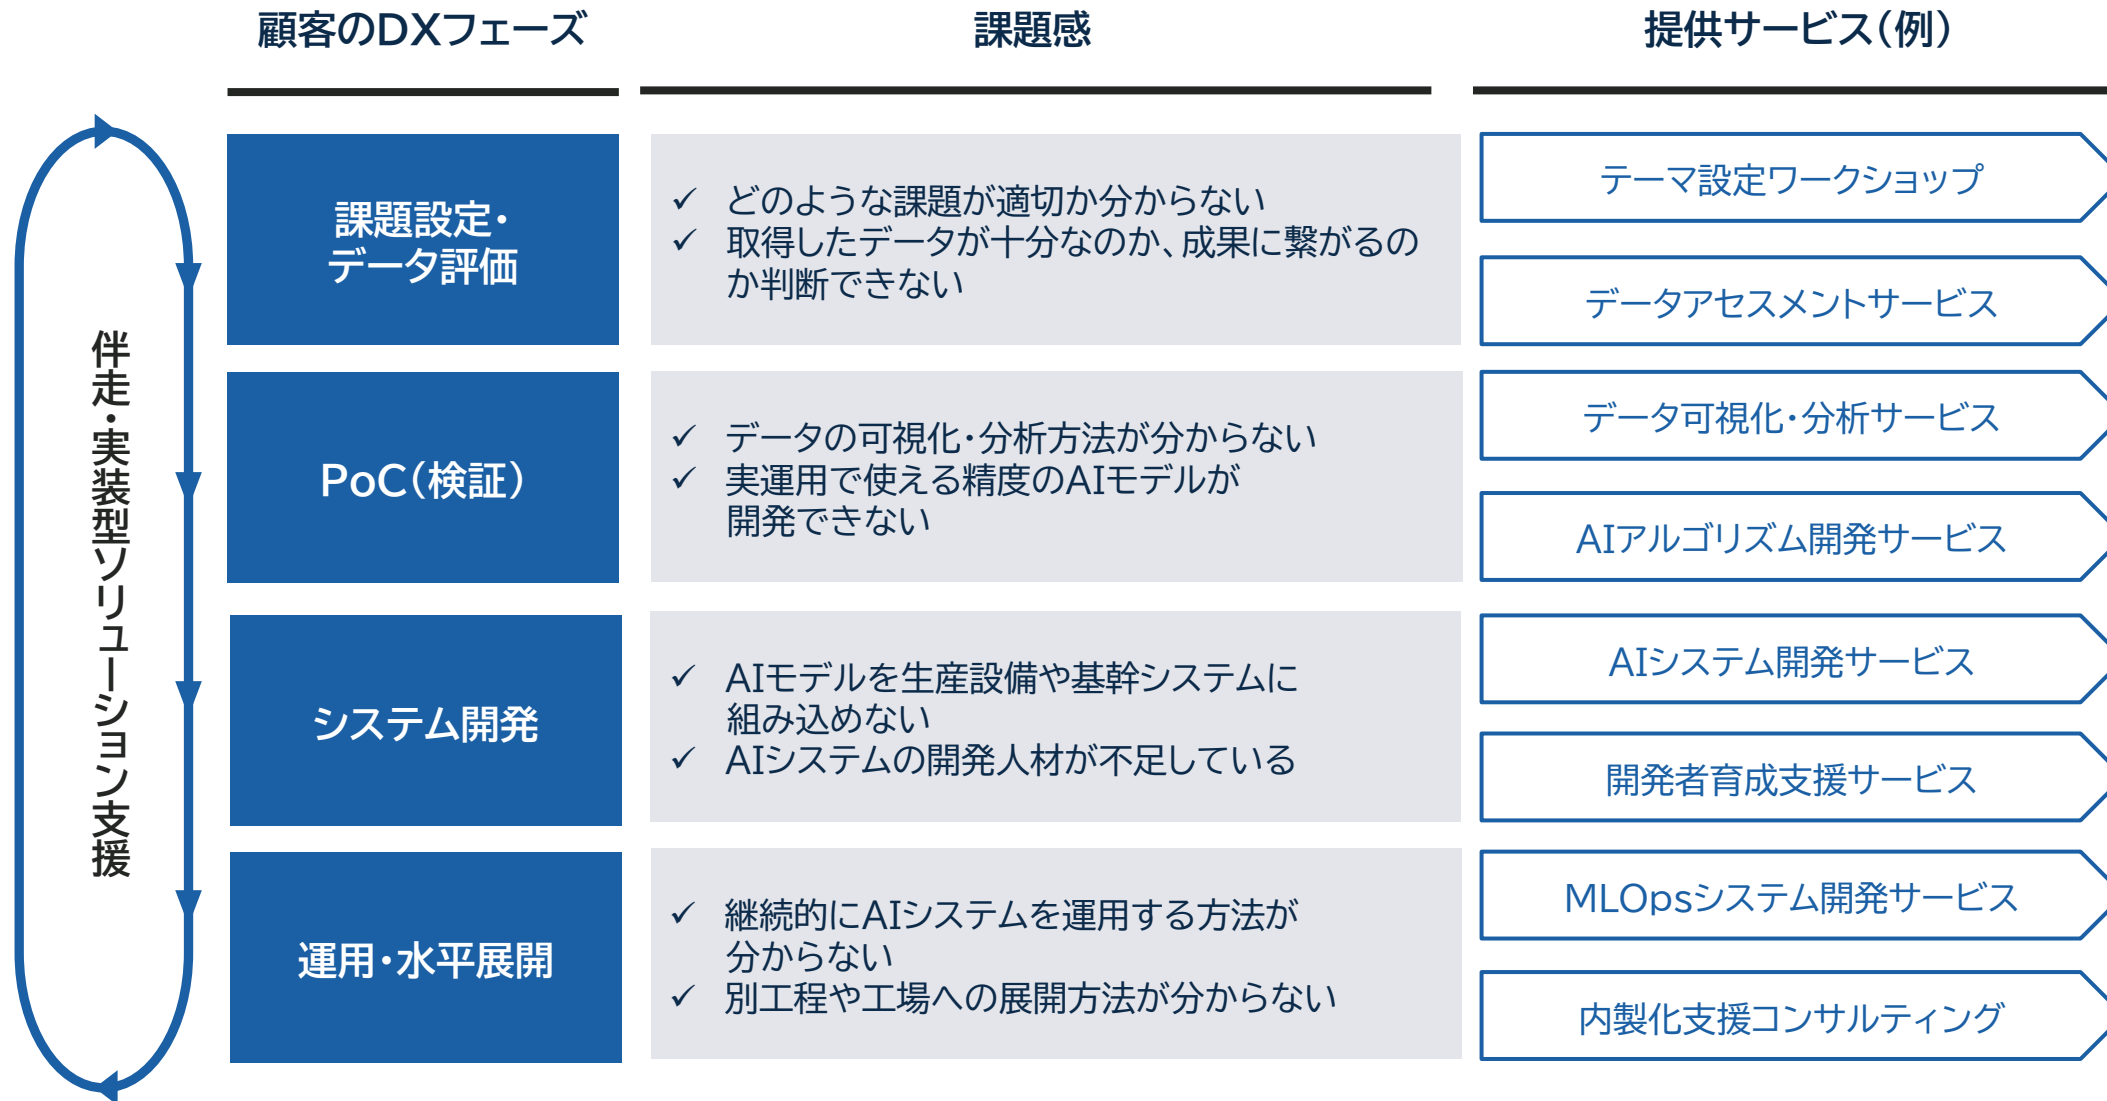 顧客のDXフェーズ
課題感
提供サービス(例)
伴走・実装型ソリューション支援
課題設定・
データ評価
✓ どのような課題が適切か分からない
✓ 取得したデータが十分なのか、成果に繋がるの
か判断できない
テーマ設定ワークショップ
データアセスメントサービス
PoC(検証)
✓ データの可視化・分析方法が分からない
✓ 実運用で使える精度のAIモデルが
開発できない
データ可視化・分析サービス
AIアルゴリズム開発サービス
システム開発
✓ AIモデルを生産設備や基幹システムに
組み込めない
✓ AIシステムの開発人材が不足している
AIシステム開発サービス
開発者育成支援サービス
運用・水平展開
✓ 継続的にAIシステムを運用する方法が
分からない
✓ 別工程や工場への展開方法が分からない
MLOpsシステム開発サービス
内製化支援コンサルティング